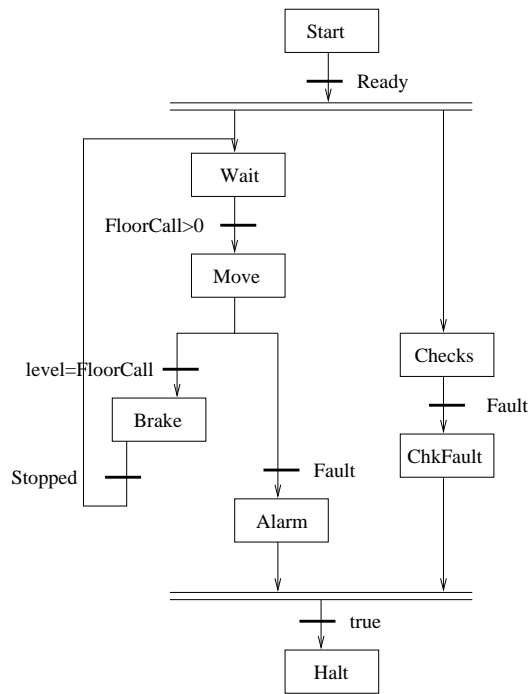 Start
Ready
Wait
FloorCall>0
Move
Checks
level=FloorCall
Fault
Brake
ChkFault
Stopped
Fault
Alarm
true
Halt